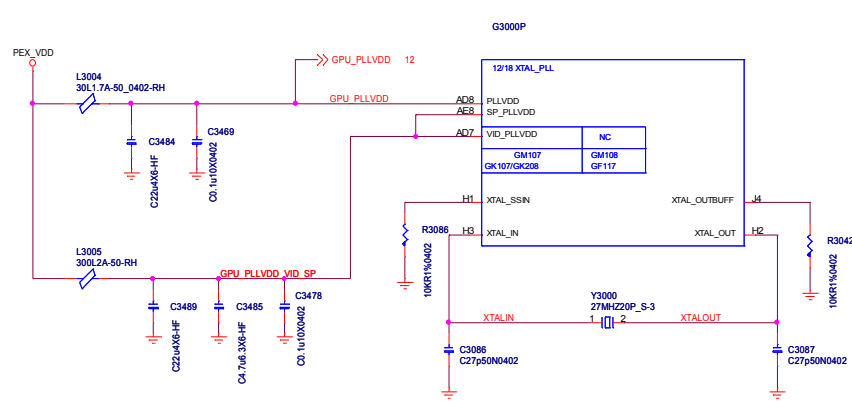 G3000P
PEX_VDD
GPU_PLLVDD 12
L3004
30L1.7A-50_0402-RH
12/18 XTAL_PLL
GPU_PLLVDD
AD8 PLLVDD
AE8 SP_PLLVDD
AD7 VID_PLLVDD
NC
GM107
GK107/GK208
GM108
GF117
C3484
C22u4X6-HF
C3469
C0.1u10X0402
H1 XTAL_SSIN
XTAL_OUTBUFF J4
H3 XTAL_IN
XTAL_OUT H2
R3086
10KR1%0402
R3042
10KR1%0402
L3005
300L2A-50-RH
GPU_PLLVDD_VID_SP
C3489
C22u4X6-HF
C3485
C4.7u6.3X6-HF
C3478
C0.1u10X0402
Y3000
27MHZ20P_S-3
XTALIN
1
2
XTALOUT
C3086
C27p50N0402
C3087
C27p50N0402